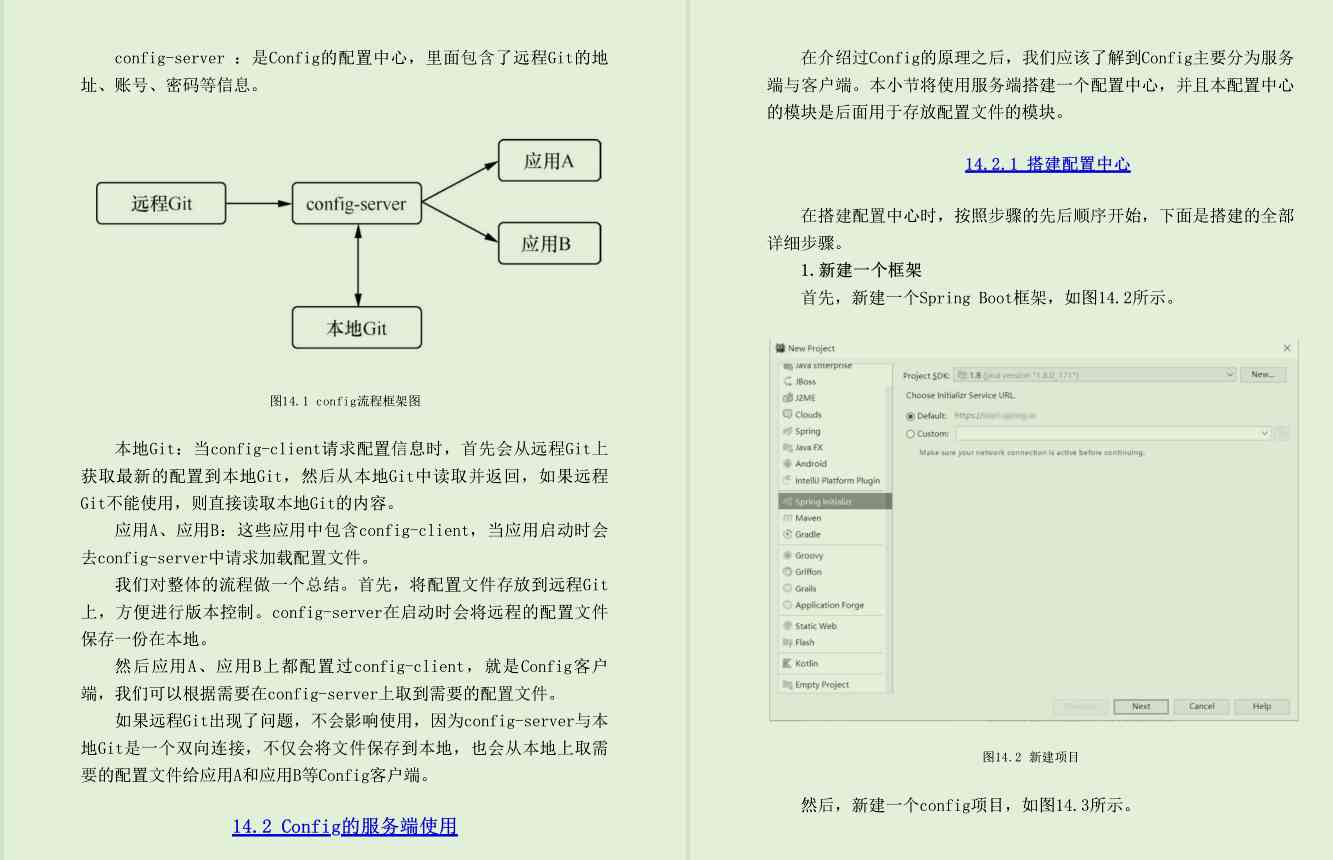 config-server ：是Config的配置中心，里面包含了远程Git的地
址、账号、密码等信息。
远程Git
config-server
应用A
应用B
本地Git
图14.1 config流程框架图
本地Git：当config-client请求配置信息时，首先会从远程Git上
获取最新的配置到本地Git，然后从本地Git中读取并返回，如果远程
Git不能使用，则直接读取本地Git的内容。
应用A、应用B：这些应用中包含config-client，当应用启动时会
去config-server中请求加载配置文件。
我们对整体的流程做一个总结。首先，将配置文件存放到远程Git
上，方便进行版本控制。config-server在启动时会将远程的配置文件
保存一份在本地。
然后应用A、应用B上都配置过config-client，就是Config客户
端，我们可以根据需要在config-server上取到需要的配置文件。
如果远程Git出现了问题，不会影响使用，因为config-server与本
地Git是一个双向连接，不仅会将文件保存到本地，也会从本地上取需
要的配置文件给应用A和应用B等Config客户端。
14.2 Config的服务端使用
在介绍过Config的原理之后，我们应该了解到Config主要分为服务
端与客户端。本小节将使用服务端搭建一个配置中心，并且本配置中心
的模块是后面用于存放配置文件的模块。
14.2.1 搭建配置中心
在搭建配置中心时，按照步骤的先后顺序开始，下面是搭建的全部
详细步骤。
1.新建一个框架
首先，新建一个Spring Boot框架，如图14.2所示。
New Project
Java Enterprise
JBoss
J2ME
Clouds
Spring
Java FX
Android
IntelliJ Platform Plugin
Spring Initializr
Maven
Gradle
Groovy
Griffon
Grails
Application Forge
Static Web
Flash
Kotlin
Empty Project
Project SDK: 1.8 (java version "1.8.0_171") New...
Choose Initializr Service URL.
Default: https://start.spring.io
Custom:
Make sure your network connection is active before continuing.
Next Cancel Help
图14.2 新建项目
然后，新建一个config项目，如图14.3所示。